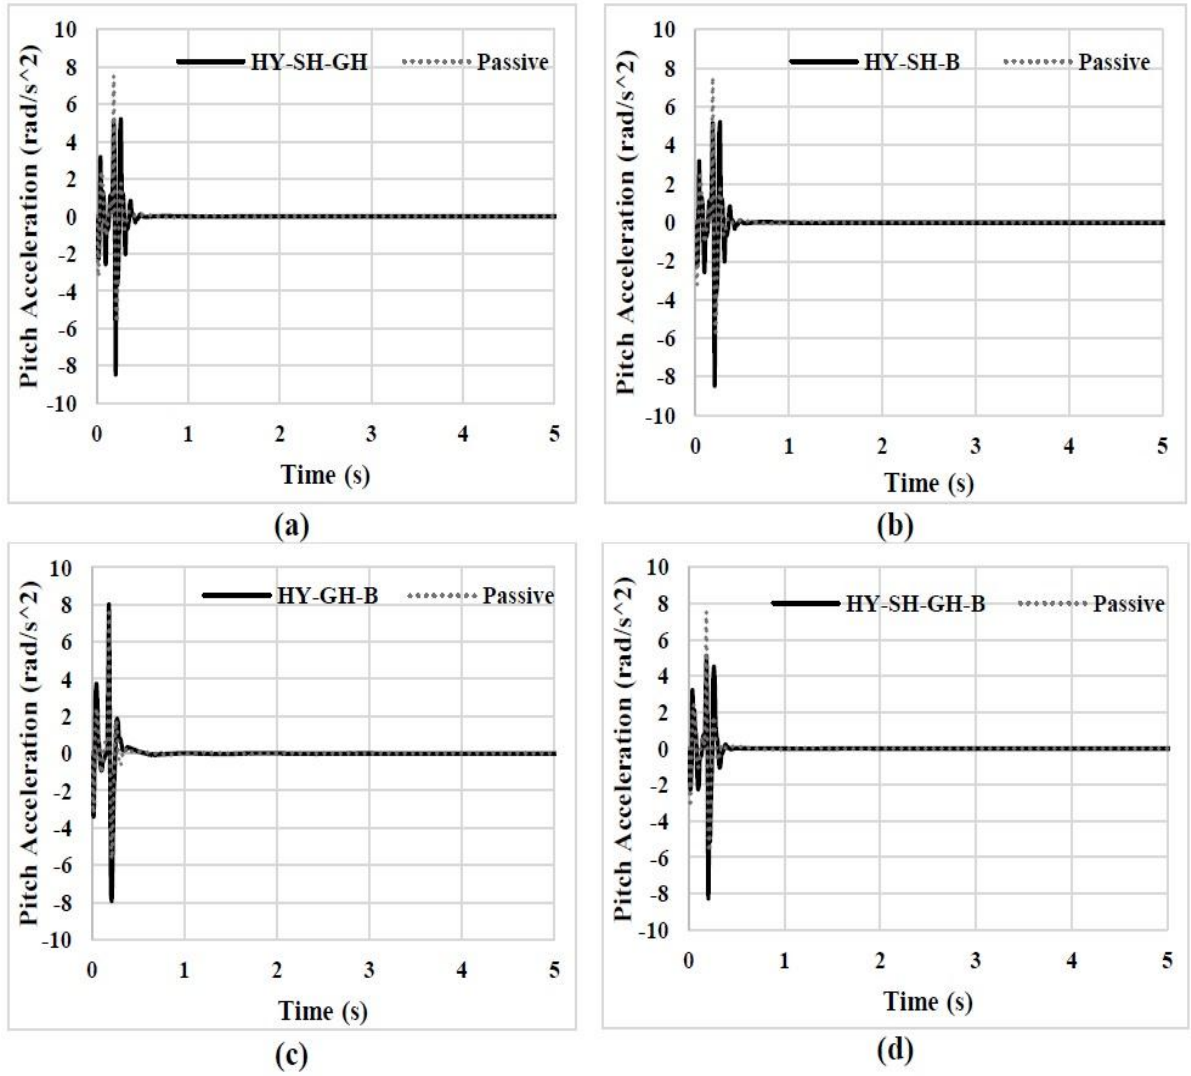 HY-SH-GH Passive
Pitch Acceleration (rad/s^2)
10
8
6
4
2
0
-2
-4
-6
-8
-10
0 1 2 3 4 5
Time (s)
(a)
HY-SH-B Passive
Pitch Acceleration (rad/s^2)
10
8
6
4
2
0
-2
-4
-6
-8
-10
0 1 2 3 4 5
Time (s)
(b)
HY-GH-B Passive
Pitch Acceleration (rad/s^2)
10
8
6
4
2
0
-2
-4
-6
-8
-10
0 1 2 3 4 5
Time (s)
(c)
HY-SH-GH-B Passive
Pitch Acceleration (rad/s^2)
10
8
6
4
2
0
-2
-4
-6
-8
-10
0 1 2 3 4 5
Time (s)
(d)